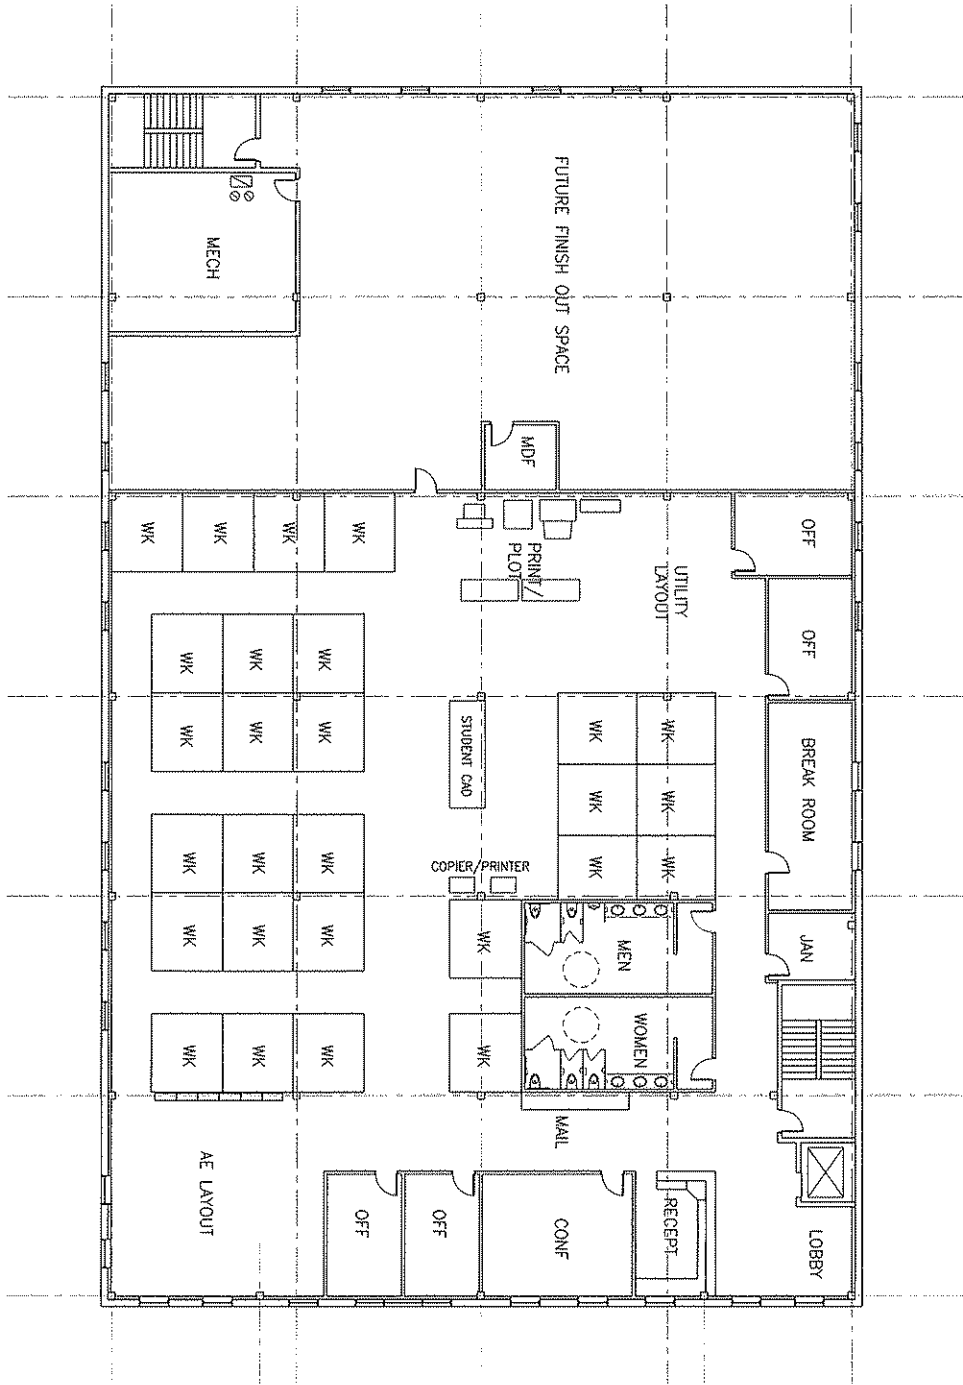 FUTURE FINISH OUT SPACE
MECH
MDF
WK
WK
WK
WK
PRINT/
PLOT
OFF
UTILITY
LAYOUT
OFF
WK
WK
WK
WK
WK
WK
STUDENT CAD
WK
WK
WK
WK
WK
WK
BREAK ROOM
COPIER/PRINTER
WK
WK
WK
WK
WK
WK
WK
MEN
JAN
WK
WK
WK
WK
WOMEN
MAIL
AE LAYOUT
OFF
OFF
CONF
RECEPT
LOBBY